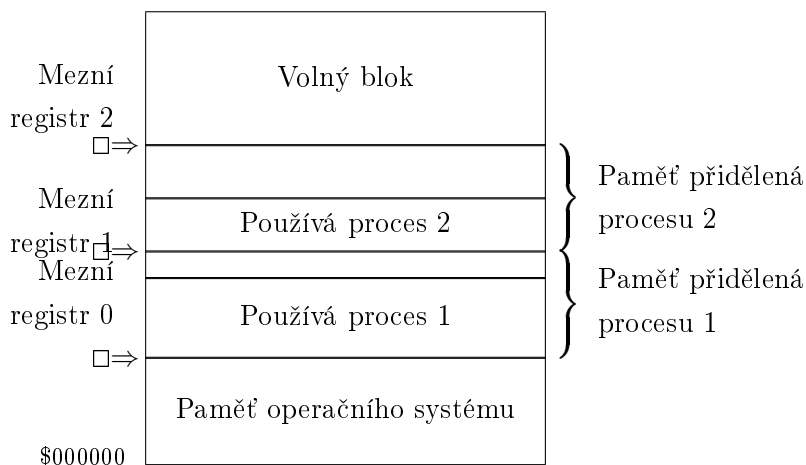 Mezní
registr 2
Volný blok
Mezní
registr 1
Používá proces 2
Paměť přidělená
procesu 2
Mezní
registr 0
Používá proces 1
Paměť přidělená
procesu 1
Paměť operačního systému
$000000